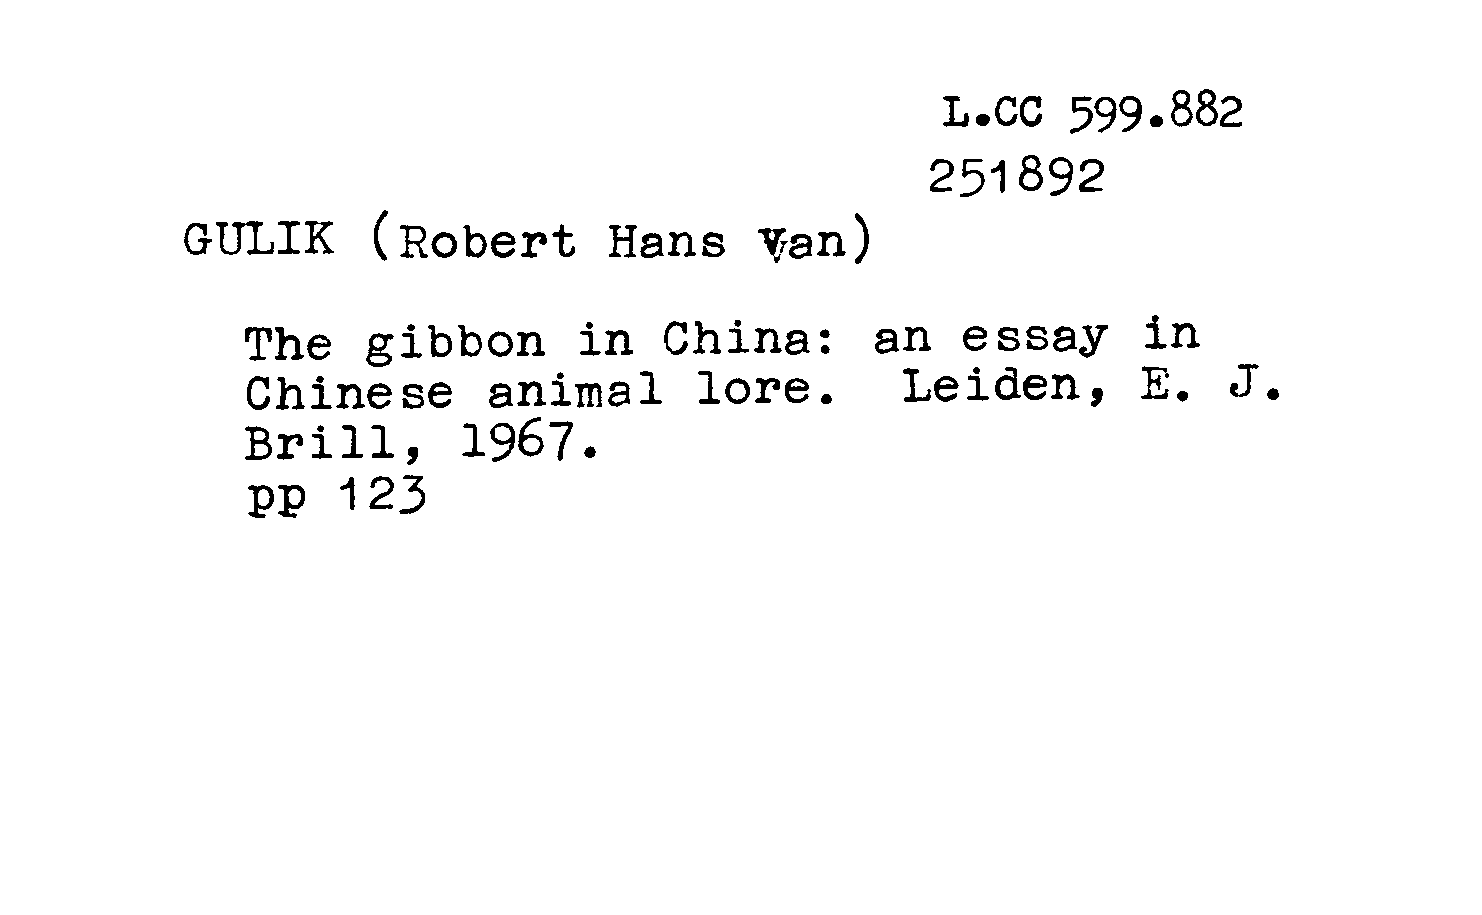 L.CC 599.882
251892
GULIK (Robert Hans Van)
The gibbon in China: an essay in
Chinese animal lore. Leiden, E. J.
Brill, 1967.
pp 123